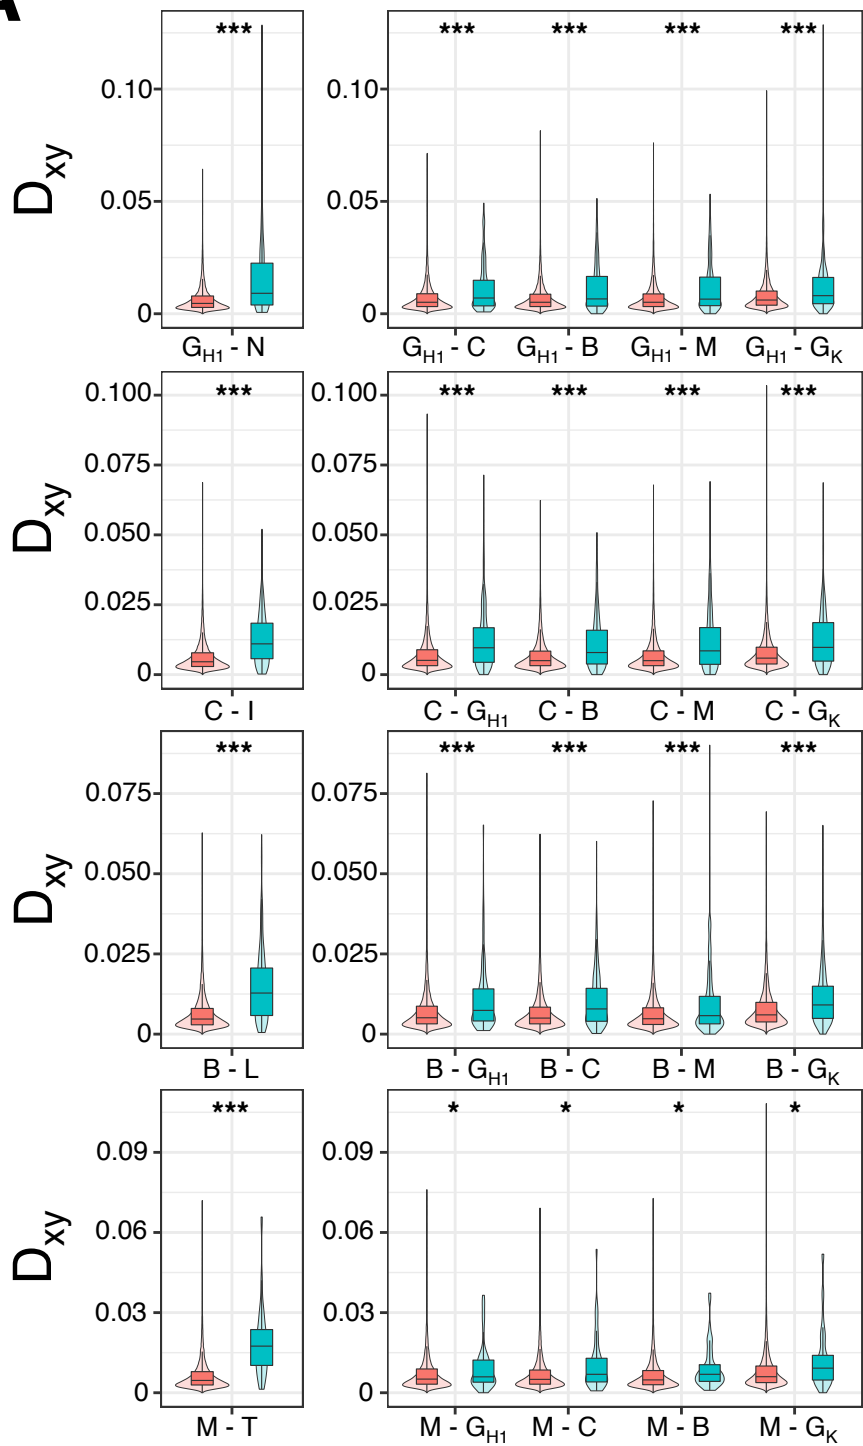 A
*** *** *** *** ***
Dxy
0.10 0.10
0.05 0.05
0 0
GH1 - N GH1 - C GH1 - B GH1 - M GH1 - GK
*** *** *** *** ***
Dxy
0.100 0.100
0.075 0.075
0.050 0.050
0.025 0.025
0 0
C - I C - GH1 C - B C - M C - GK
*** *** *** *** ***
Dxy
0.075 0.075
0.050 0.050
0.025 0.025
0 0
B - L B - GH1 B - C B - M B - GK
*** * * * *
Dxy
0.09 0.09
0.06 0.06
0.03 0.03
0 0
M - T M - GH1 M - C M - B M - GK